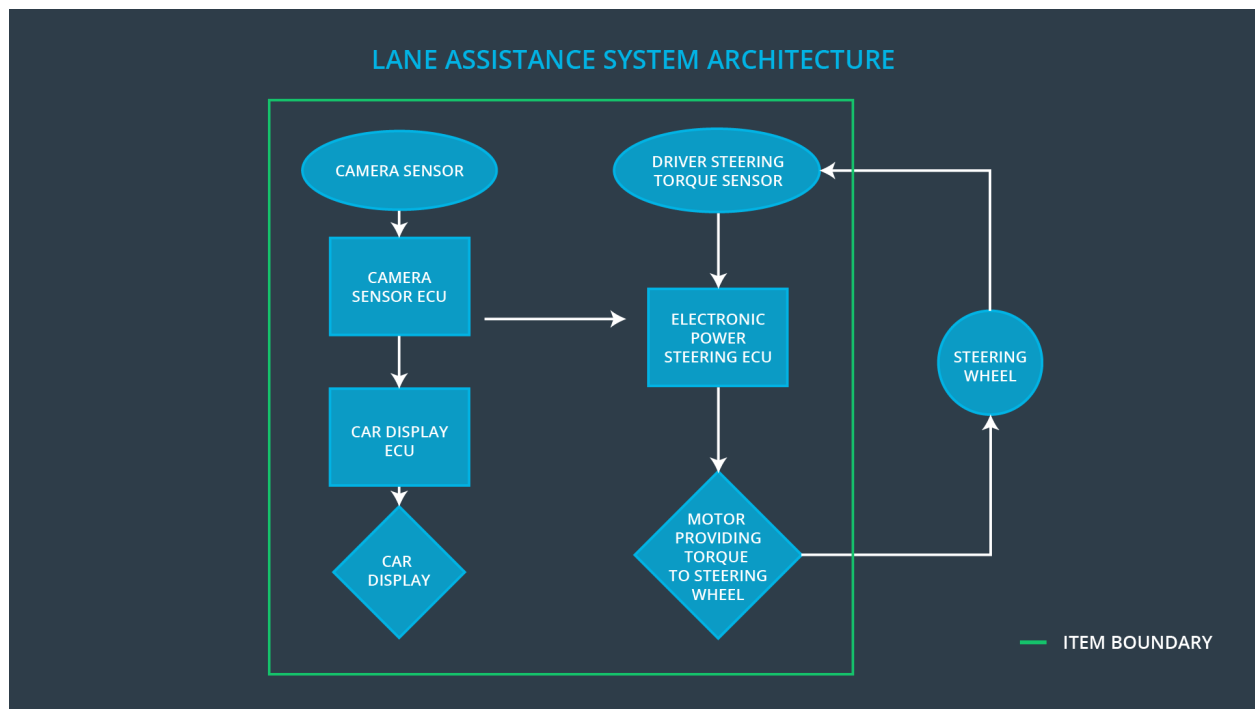 LANE ASSISTANCE SYSTEM ARCHITECTURE
CAMERA SENSOR
DRIVER STEERING
TORQUE SENSOR
CAMERA
SENSOR ECU
ELECTRONIC
POWER
STEERING ECU
STEERING
WHEEL
CAR DISPLAY
ECU
CAR
DISPLAY
MOTOR
PROVIDING
TORQUE
TO STEERING
WHEEL
ITEM BOUNDARY